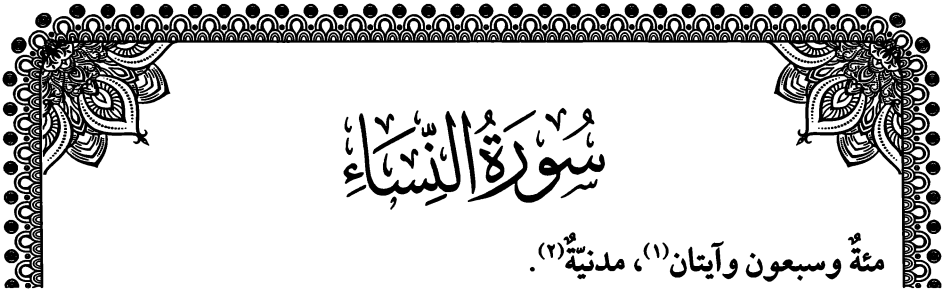 سُورَةُ النِّسَاءِ
مئةٌ وسبعون وآيتان(١)، مدنيّةٌ(٢).